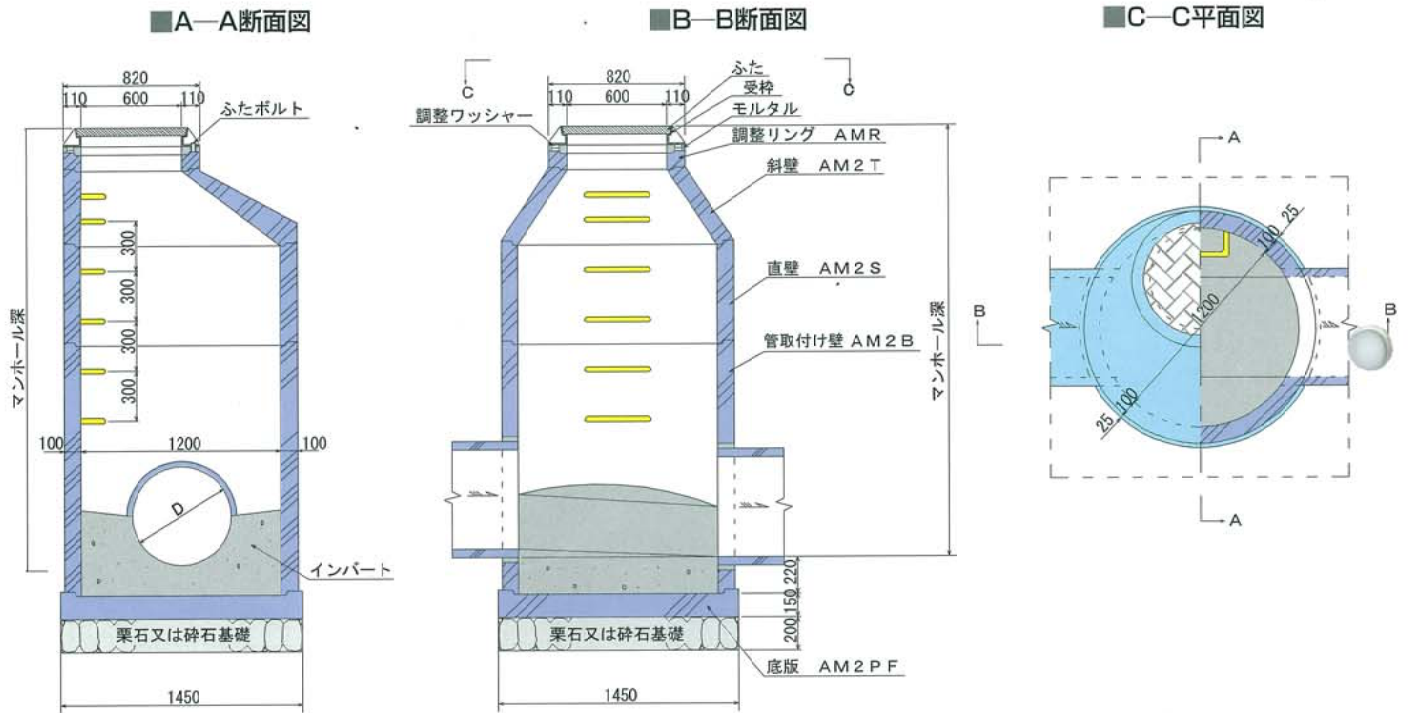 ■A—A断面図
820
110 600 110
ふたボルト
マンホール深
300
300
300
300
100 1200 100
D
インバート
栗石又は砕石基礎
1450
■B—B断面図
C C
820
110 600 110
調整ワッシャー
ふた
受枠
モルタル
調整リング AMR
斜壁 AM2T
直壁 AM2S
管取付け壁 AM2B
マンホール深
220
150
200
栗石又は砕石基礎
底版 AM2PF
1450
■C—C平面図
A
100 25
1200
B B
25 100
A